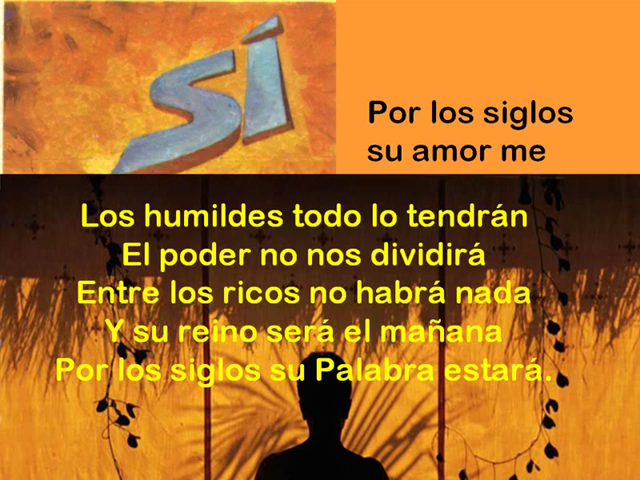 SÍ
Por los siglos
su amor me
Los humildes todo lo tendrán
El poder no nos dividirá
Entre los ricos no habrá nada
Y su reino será el mañana
Por los siglos su Palabra estará.